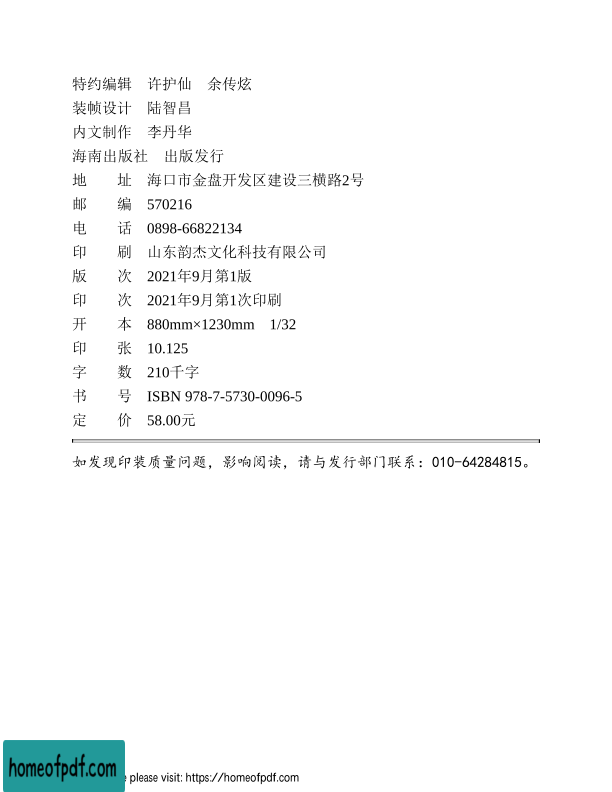 特约编辑　许护仙　余传炫
装帧设计　陆智昌
内文制作　李丹华
海南出版社　出版发行
地　　址　海口市金盘开发区建设三横路2号
邮　　编　570216
电　　话　0898-66822134
印　　刷　山东韵杰文化科技有限公司
版　　次　2021年9月第1版
印　　次　2021年9月第1次印刷
开　　本　880mm×1230mm　1/32
印　　张　10.125
字　　数　210千字
书　　号　ISBN 978-7-5730-0096-5
定　　价　58.00元
如发现印装质量问题，影响阅读，请与发行部门联系：010-64284815。
homeofpdf.com
please visit: https://homeofpdf.com